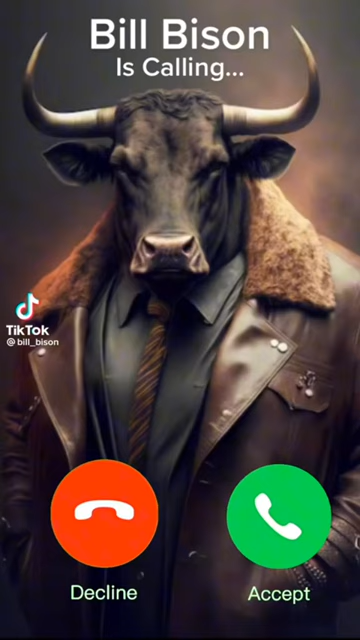 Bill Bison
Is Calling...
TikTok
@bill_bison
Decline
Accept